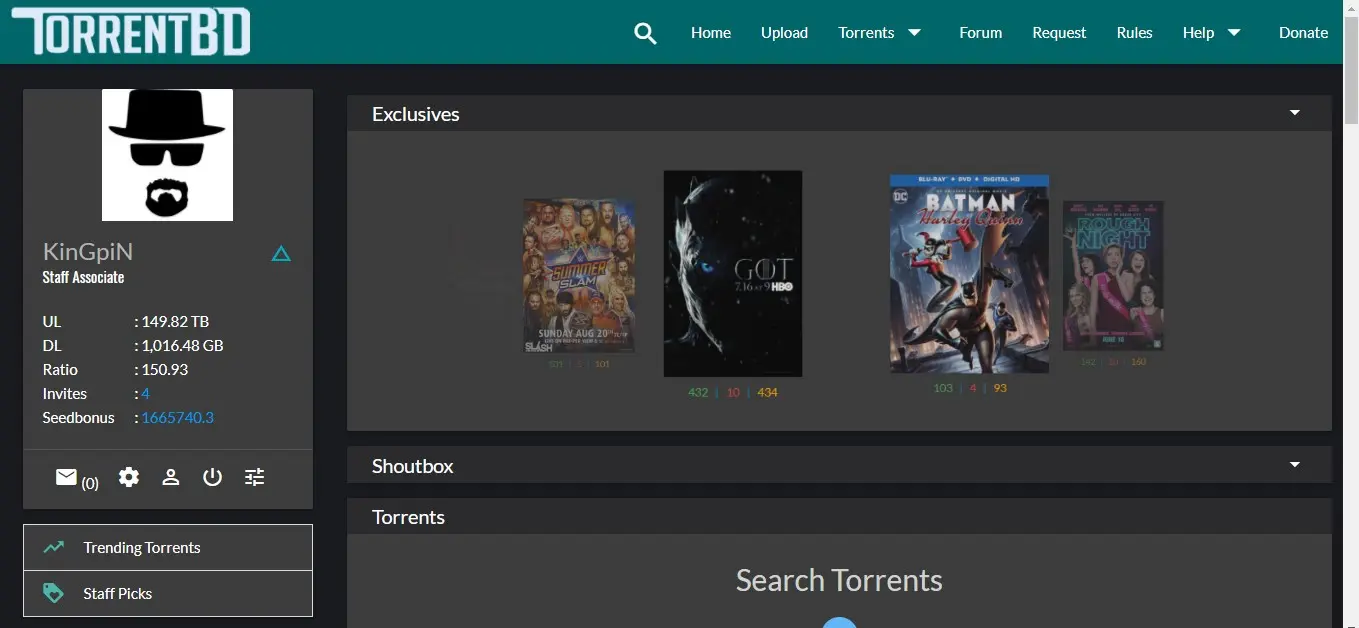 TORRENTBD
Home Upload Torrents Forum Request Rules Help Donate
KinGpiN
Staff Associate
UL : 149.82 TB
DL : 1,016.48 GB
Ratio : 150.93
Invites : 4
Seedbonus : 1665740.3
(0)
Trending Torrents
Staff Picks
Exclusives
SUMMER
SLAM
SUNDAY AUG 20
SLASH
101
GOT
7.16 AT 9 HBO
432 | 10 | 434
BLU-RAY + DVD + DIGITAL HD
DC
BATMAN
Harley Quinn
103 | 4 | 93
ROUGH
NIGHT
JUNE 16
142 | 10 | 160
Shoutbox
Torrents
Search Torrents